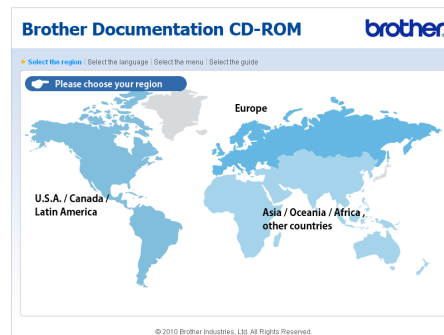 Brother Documentation CD-ROM
brother
Select the region | Select the language | Select the menu | Select the guide
Please choose your region
Europe
U.S.A. / Canada /
Latin America
Asia / Oceania / Africa ,
other countries
© 2010 Brother Industries, Ltd. All Rights Reserved.